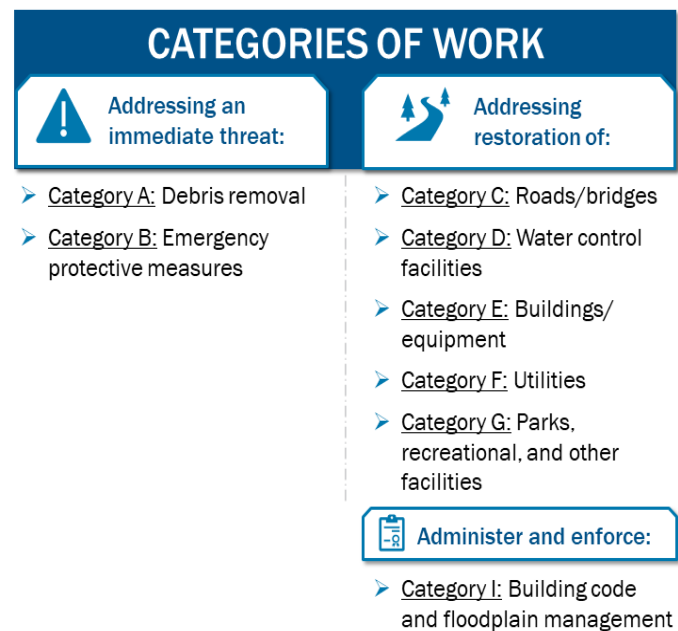 CATEGORIES OF WORK
Addressing an
immediate threat:
Category A: Debris removal
Category B: Emergency
protective measures
Addressing
restoration of:
Category C: Roads/bridges
Category D: Water control
facilities
Category E: Buildings/
equipment
Category F: Utilities
Category G: Parks,
recreational, and other
facilities
Administer and enforce:
Category I: Building code
and floodplain management